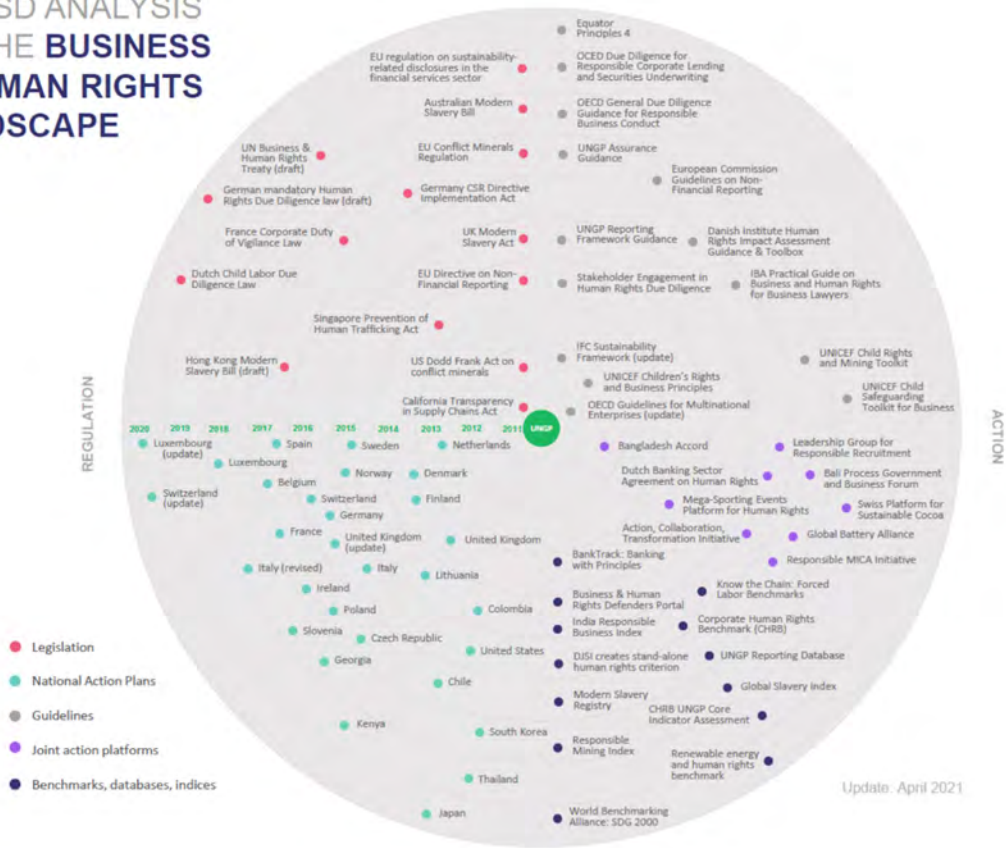 SD ANALYSIS
HE BUSINESS
MAN RIGHTS
DSCAPE
Equator
Principles 4
EU regulation on sustainability-
related disclosures in the
financial services sector
OCED Due Diligence for
Responsible Corporate Lending
and Securities Underwriting
Australian Modern
Slavery Bill
OECD General Due Diligence
Guidance for Responsible
Business Conduct
UN Business &
Human Rights
Treaty (draft)
EU Conflict Minerals
Regulation
UNGP Assurance
Guidance
European Commission
Guidelines on Non-
Financial Reporting
German mandatory Human
Rights Due Diligence law (draft)
Germany CSR Directive
Implementation Act
France Corporate Duty
of Vigilance Law
UK Modern
Slavery Act
UNGP Reporting
Framework Guidance
Danish Institute Human
Rights Impact Assessment
Guidance & Toolbox
Dutch Child Labor Due
Diligence Law
EU Directive on Non-
Financial Reporting
Stakeholder Engagement in
Human Rights Due Diligence
IBA Practical Guide on
Business and Human Rights
for Business Lawyers
Singapore Prevention of
Human Trafficking Act
Hong Kong Modern
Slavery Bill (draft)
US Dodd Frank Act on
conflict minerals
IFC Sustainability
Framework (update)
UNICEF Child Rights
and Mining Toolkit
UNICEF Children's Rights
and Business Principles
UNICEF Child
Safeguarding
Toolkit for Business
California Transparency
in Supply Chains Act
OECD Guidelines for Multinational
Enterprises (update)
REGULATION
ACTION
2020 2019 2018 2017 2016 2015 2014 2013 2012 2011 UNGP
Luxembourg
(update)
Spain
Sweden
Netherlands
Bangladesh Accord
Leadership Group for
Responsible Recruitment
Luxembourg
Belgium
Norway
Denmark
Dutch Banking Sector
Agreement on Human Rights
Bali Process Government
and Business Forum
Switzerland
(update)
Switzerland
Finland
Mega-Sporting Events
Platform for Human Rights
Swiss Platform for
Sustainable Cocoa
Germany
France
United Kingdom
(update)
United Kingdom
Action, Collaboration,
Transformation Initiative
Global Battery Alliance
BankTrack: Banking
with Principles
Responsible MICA Initiative
Italy (revised)
Italy
Lithuania
Ireland
Business & Human
Rights Defenders Portal
Know the Chain: Forced
Labor Benchmarks
Poland
Colombia
India Responsible
Business Index
Corporate Human Rights
Benchmark (CHRB)
Slovenia
Czech Republic
United States
DJSI creates stand-alone
human rights criterion
UNGP Reporting Database
Georgia
Chile
Global Slavery Index
Modern Slavery
Registry
CHRB UNGP Core
Indicator Assessment
Kenya
South Korea
Responsible
Mining Index
Renewable energy
and human rights
benchmark
Thailand
Japan
World Benchmarking
Alliance: SDG 2000
Legislation
National Action Plans
Guidelines
Joint action platforms
Benchmarks, databases, indices
Update: April 2021